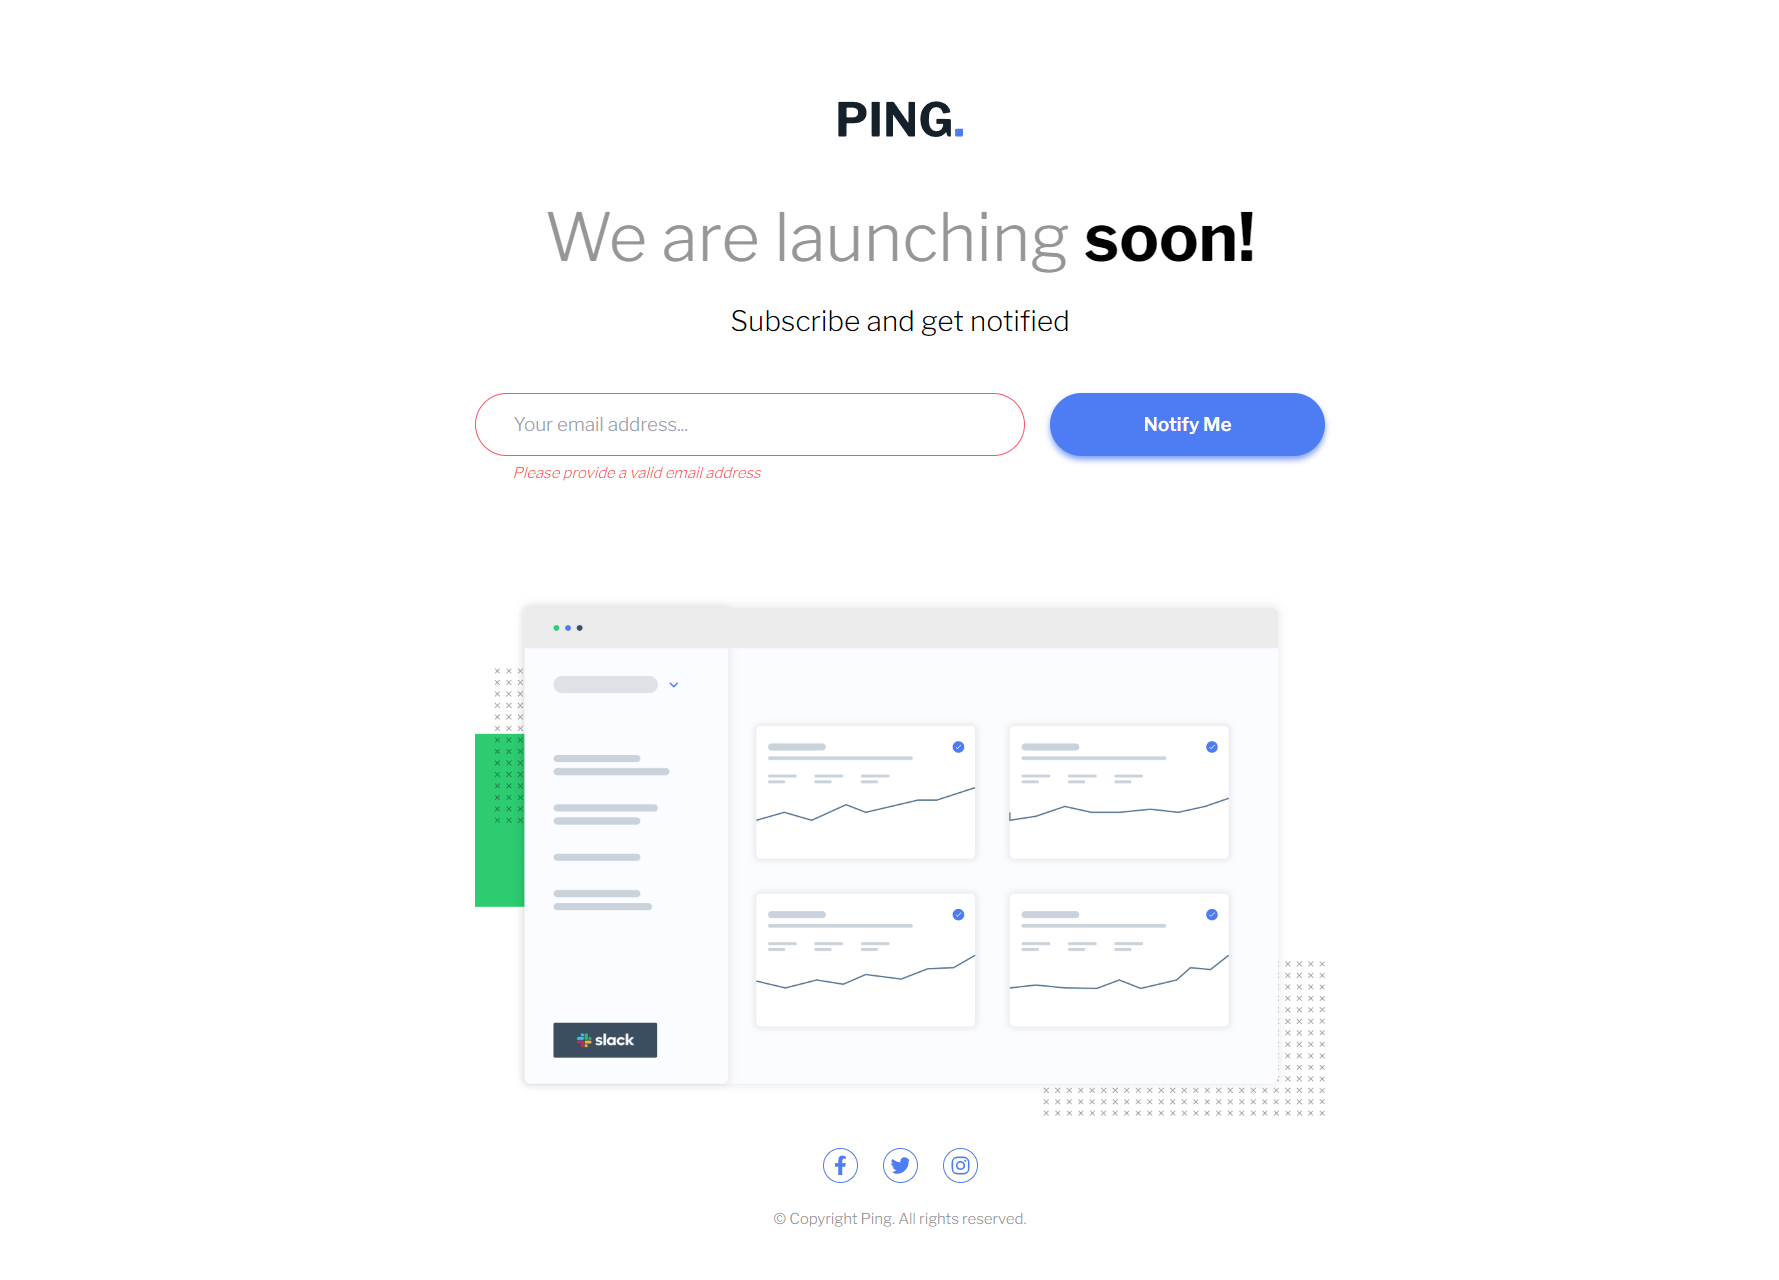 PING.
We are launching soon!
Subscribe and get notified
Your email address...
Notify Me
Please provide a valid email address
slack
© Copyright Ping. All rights reserved.